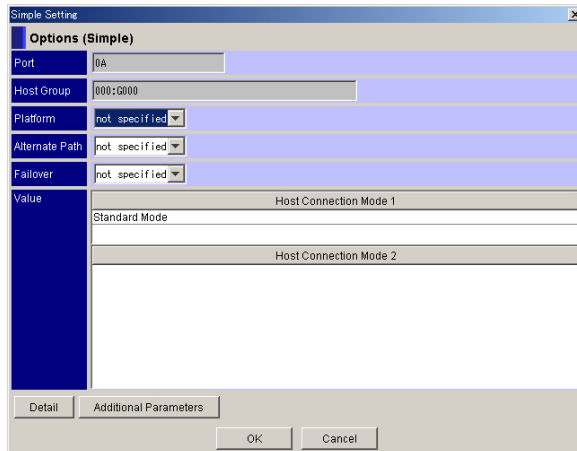 Simple Setting
Options (Simple)
Port 0A
Host Group 000:G000
Platform not specified
Alternate Path not specified
Failover not specified
Value Host Connection Mode 1
Standard Mode
Host Connection Mode 2
Detail Additional Parameters
OK Cancel